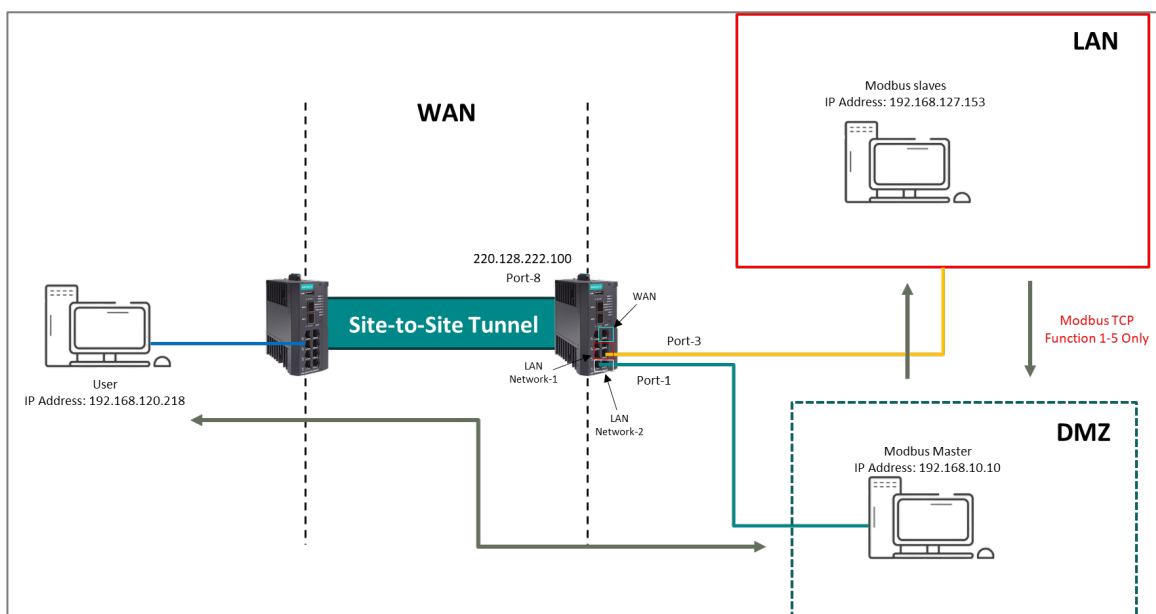 LAN
Modbus slaves
IP Address: 192.168.127.153
WAN
220.128.222.100
Port-8
WAN
Site-to-Site Tunnel
Port-3
Modbus TCP
Function 1-5 Only
LAN
Network-1
Port-1
User
IP Address: 192.168.120.218
LAN
Network-2
DMZ
Modbus Master
IP Address: 192.168.10.10